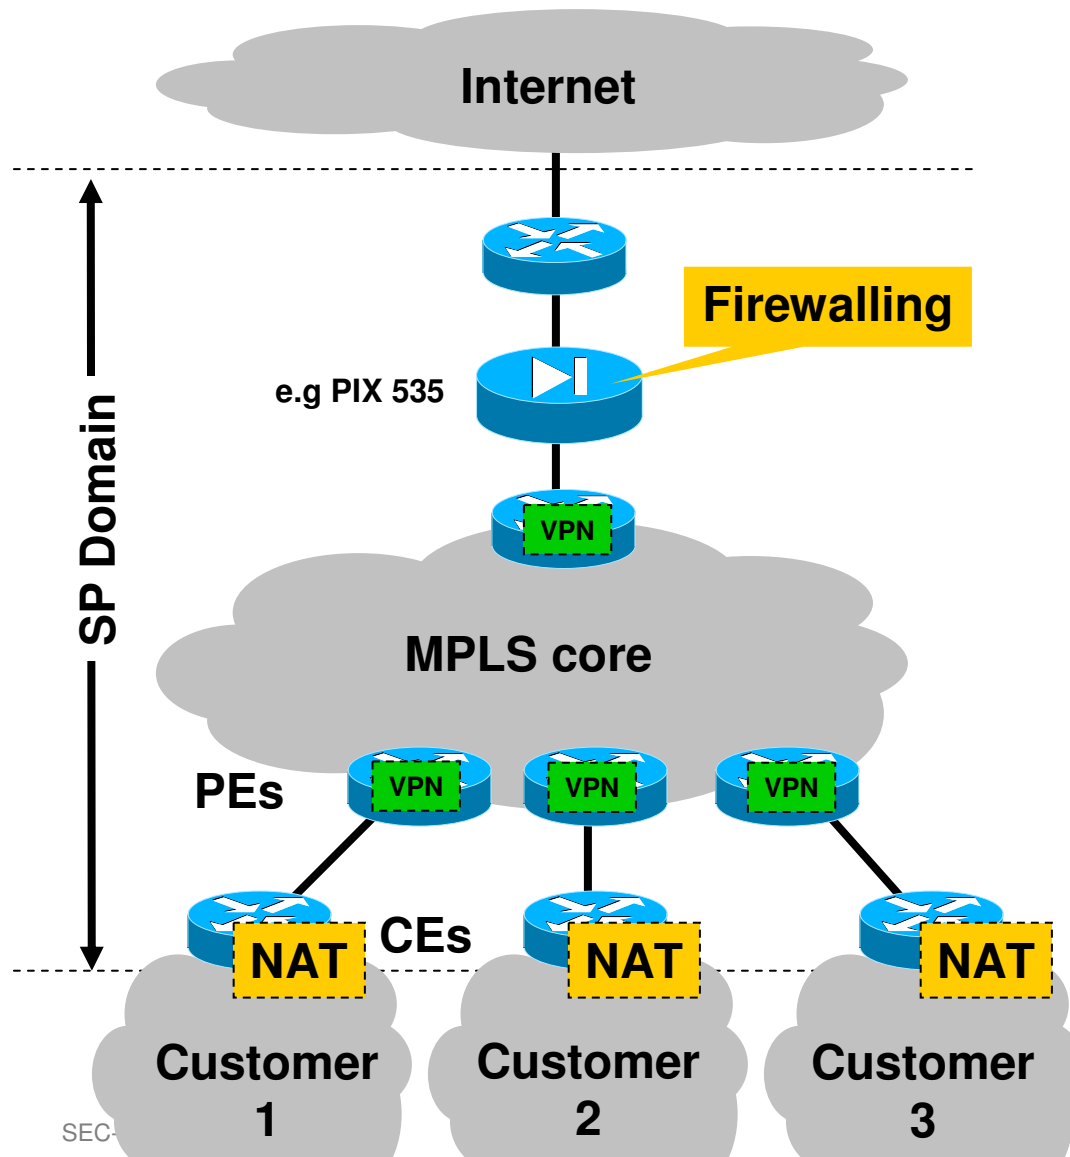 Internet
Firewalling
e.g PIX 535
SP Domain
VPN
MPLS core
PEs
VPN
VPN
VPN
CEs
NAT
NAT
NAT
Customer
1
Customer
2
Customer
3
SEC-